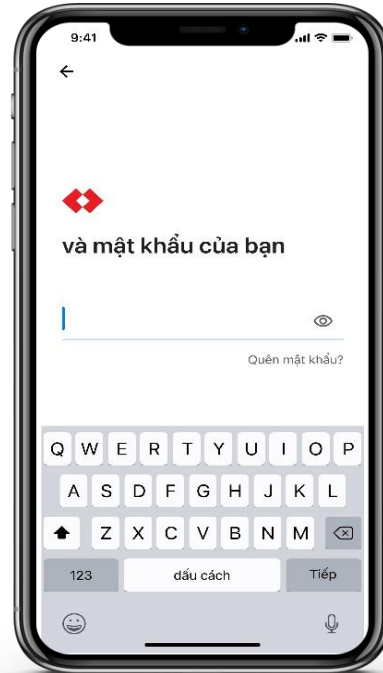 9:41
và mật khẩu của bạn
Quên mật khẩu?
Q W E R T Y U I O P
A S D F G H J K L
Z X C V B N M
123 dấu cách Tiếp